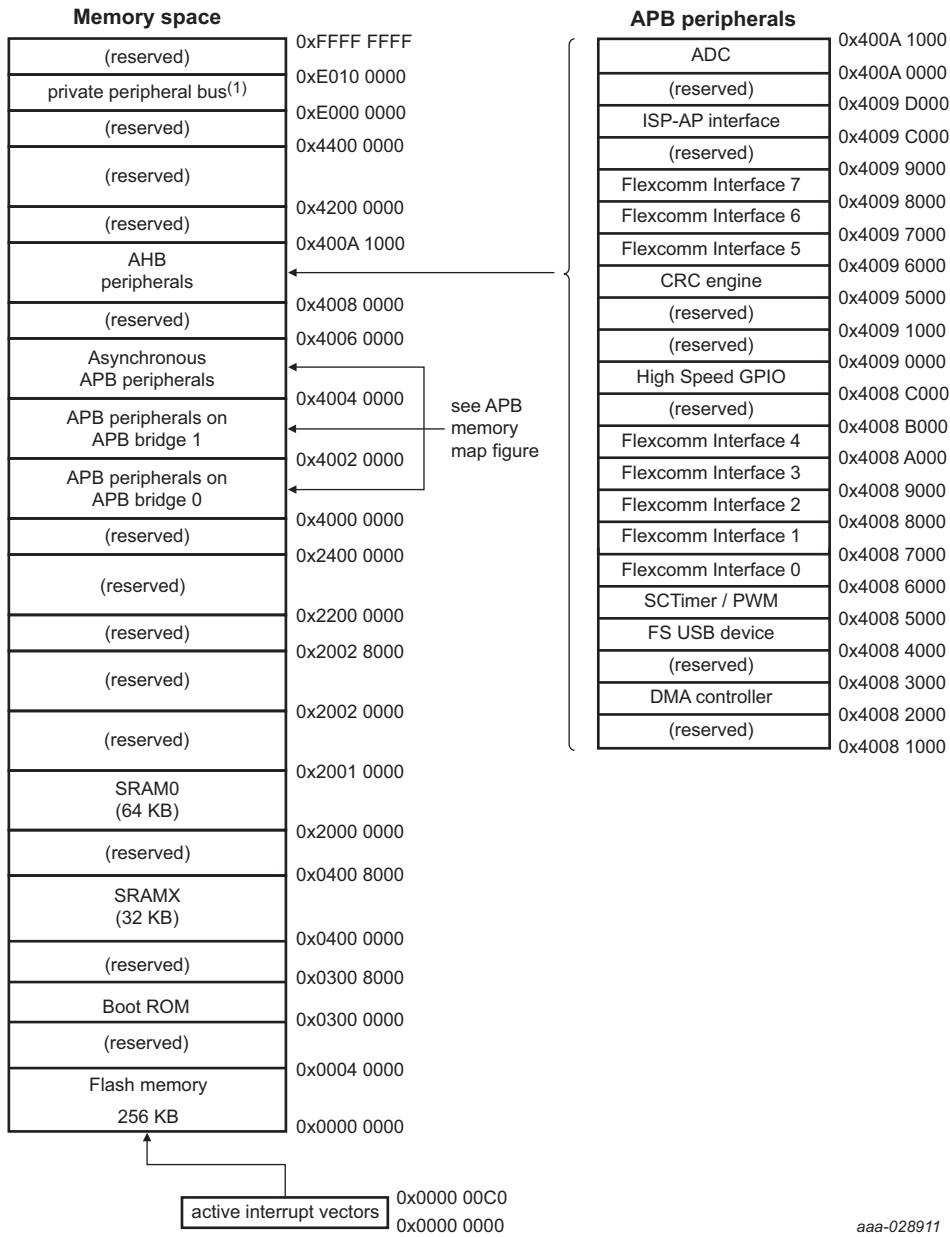 Memory space
0xFFFF FFFF
(reserved)
0xE010 0000
private peripheral bus(1)
0xE000 0000
(reserved)
0x4400 0000
(reserved)
0x4200 0000
(reserved)
0x400A 1000
AHB
peripherals
0x4008 0000
(reserved)
0x4006 0000
Asynchronous
APB peripherals
0x4004 0000
APB peripherals on
APB bridge 1
0x4002 0000
APB peripherals on
APB bridge 0
0x4000 0000
(reserved)
0x2400 0000
(reserved)
0x2200 0000
(reserved)
0x2002 8000
(reserved)
0x2002 0000
(reserved)
0x2001 0000
SRAM0
(64 KB)
0x2000 0000
(reserved)
0x0400 8000
SRAMX
(32 KB)
0x0400 0000
(reserved)
0x0300 8000
Boot ROM
0x0300 0000
(reserved)
0x0004 0000
Flash memory
256 KB
0x0000 0000
active interrupt vectors
0x0000 00C0
0x0000 0000
see APB
memory
map figure
APB peripherals
0x400A 1000
ADC
0x400A 0000
(reserved)
0x4009 D000
ISP-AP interface
0x4009 C000
(reserved)
0x4009 9000
Flexcomm Interface 7
0x4009 8000
Flexcomm Interface 6
0x4009 7000
Flexcomm Interface 5
0x4009 6000
CRC engine
0x4009 5000
(reserved)
0x4009 1000
(reserved)
0x4009 0000
High Speed GPIO
0x4008 C000
(reserved)
0x4008 B000
Flexcomm Interface 4
0x4008 A000
Flexcomm Interface 3
0x4008 9000
Flexcomm Interface 2
0x4008 8000
Flexcomm Interface 1
0x4008 7000
Flexcomm Interface 0
0x4008 6000
SCTimer / PWM
0x4008 5000
FS USB device
0x4008 4000
(reserved)
0x4008 3000
DMA controller
0x4008 2000
(reserved)
0x4008 1000
aaa-028911